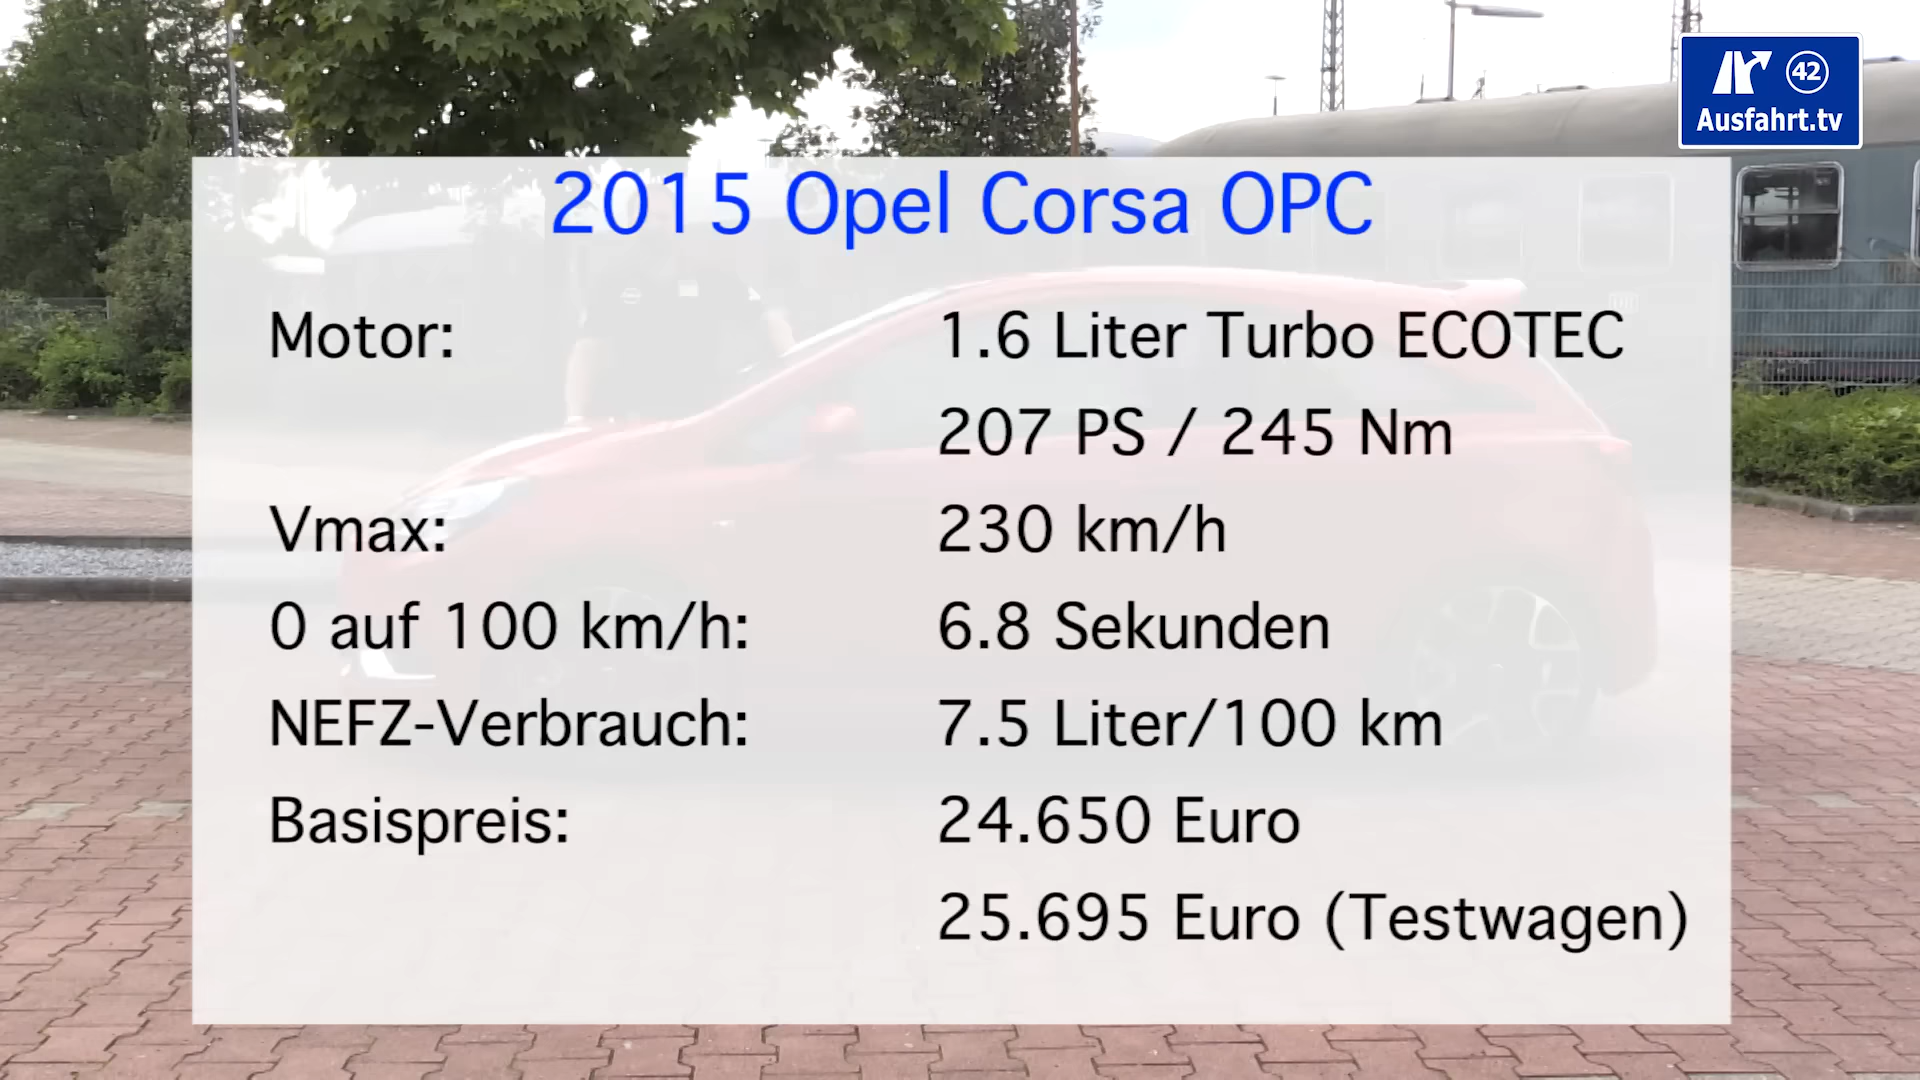 42
Ausfahrt.tv
2015 Opel Corsa OPC
Motor: 1.6 Liter Turbo ECOTEC
207 PS / 245 Nm
Vmax: 230 km/h
0 auf 100 km/h: 6.8 Sekunden
NEFZ-Verbrauch: 7.5 Liter/100 km
Basispreis: 24.650 Euro
25.695 Euro (Testwagen)